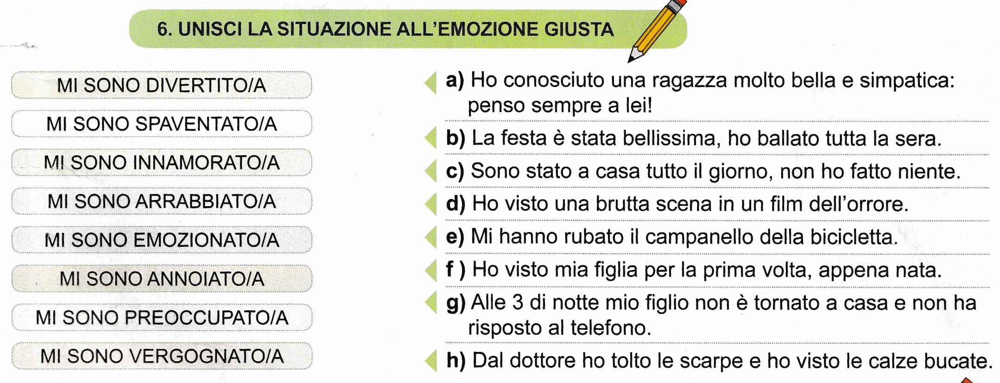 6. UNISCI LA SITUAZIONE ALL'EMOZIONE GIUSTA
MI SONO DIVERTITO/A
MI SONO SPAVENTATO/A
MI SONO INNAMORATO/A
MI SONO ARRABBIATO/A
MI SONO EMOZIONATO/A
MI SONO ANNOIATO/A
MI SONO PREOCCUPATO/A
MI SONO VERGOGNATO/A
a) Ho conosciuto una ragazza molto bella e simpatica:
penso sempre a lei!
b) La festa è stata bellissima, ho ballato tutta la sera.
c) Sono stato a casa tutto il giorno, non ho fatto niente.
d) Ho visto una brutta scena in un film dell'orrore.
e) Mi hanno rubato il campanello della bicicletta.
f ) Ho visto mia figlia per la prima volta, appena nata.
g) Alle 3 di notte mio figlio non è tornato a casa e non ha
risposto al telefono.
h) Dal dottore ho tolto le scarpe e ho visto le calze bucate.